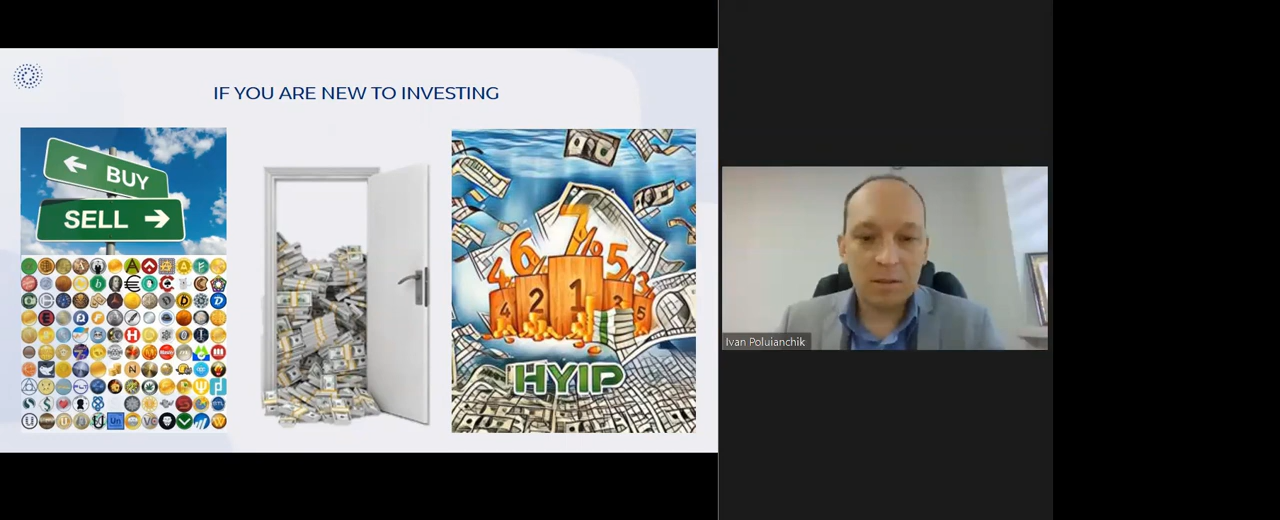 IF YOU ARE NEW TO INVESTING
BUY
SELL
4 6 7% 5 3
4 2 1 3 5
HYIP
Ivan Poluianchik